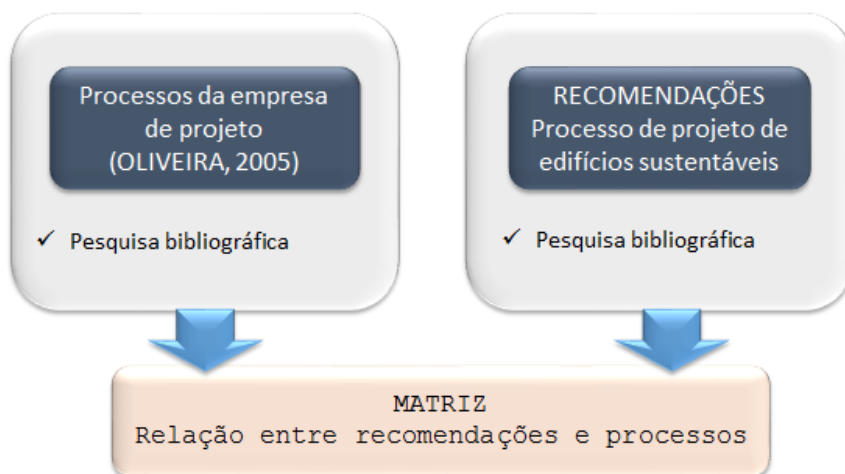 Processos da empresa
de projeto
(OLIVEIRA, 2005)
✓ Pesquisa bibliográfica
RECOMENDAÇÕES
Processo de projeto de
edifícios sustentáveis
✓ Pesquisa bibliográfica
MATRIZ
Relação entre recomendações e processos